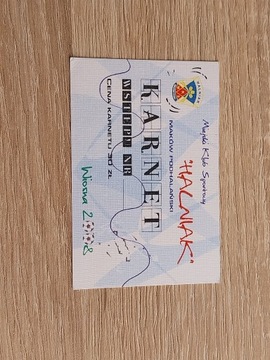 Miejski Klub Sportowy
"HALNIAK"
MAKÓW PODHALAŃSKI
KARNET
WSTĘPU NR
CENA KARNETU 30 ZŁ
Wiosna 2008